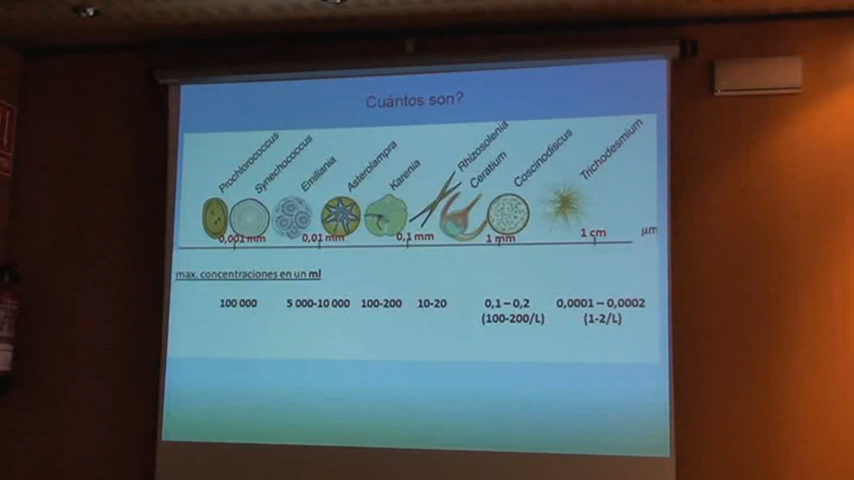 Cuántos son?
Prochlorococcus
Synechococcus
Emiliania
Asterolampra
Karenia
Rhizosolenia
Ceratium
Coscinodiscus
Trichodesmium
0,001 mm 0,01 mm 0,1 mm 1 mm 1 cm μm
max. concentraciones en un ml
100 000 5 000-10 000 100-200 10-20 0,1 – 0,2 0,0001 – 0,0002
(100-200/L) (1-2/L)